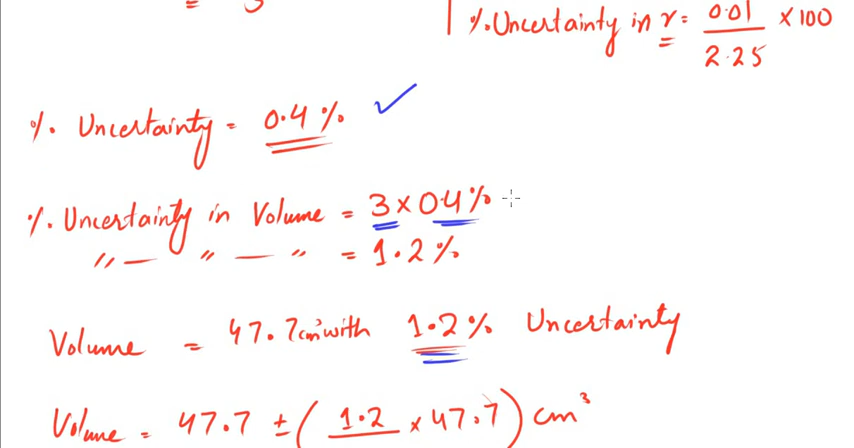 %. Uncertainty in r = 0.01 / 2.25 × 100
%. Uncertainty = 0.4 %.
%. Uncertainty in Volume = 3 × 0.4 %
〃 — 〃 — 〃 = 1.2 %
Volume = 47.7 cm³ with 1.2 % Uncertainty
Volume = 47.7 ± ( 1.2 × 47.7 ) cm³